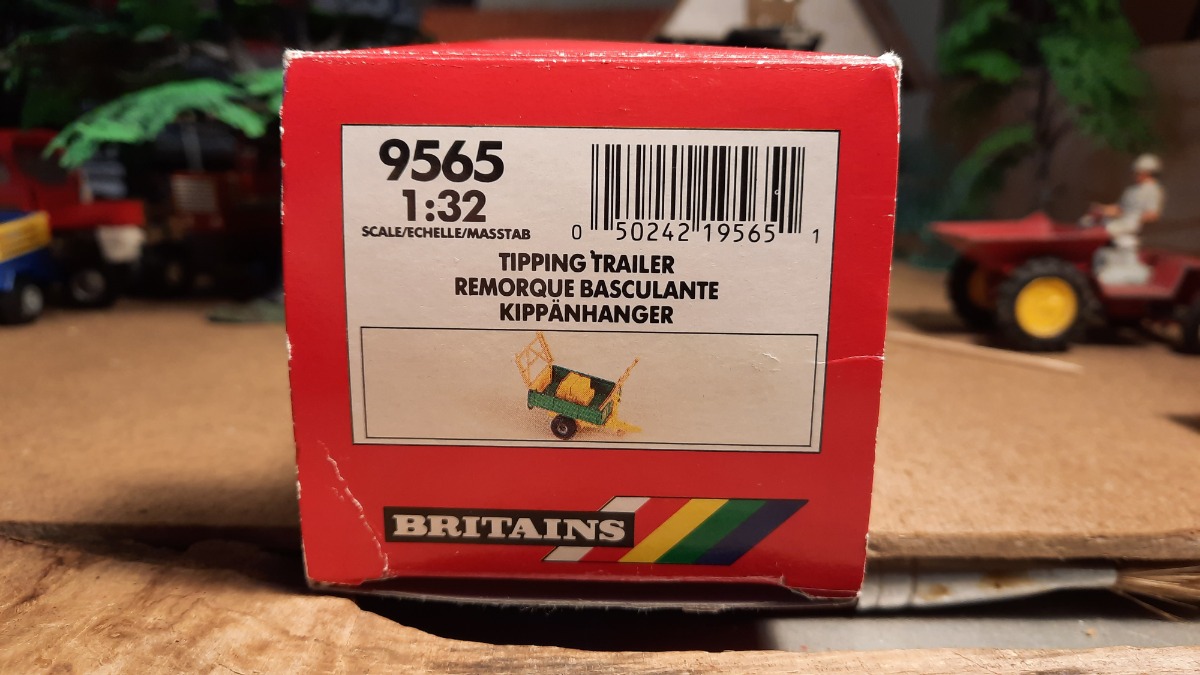 9565
1:32
SCALE/ECHELLE/MASSTAB
0 50242 19565 1
TIPPING TRAILER
REMORQUE BASCULANTE
KIPPÄNHANGER
BRITAINS